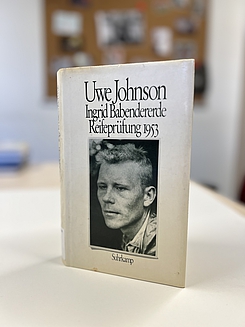 Uwe Johnson
Ingrid Babendererde
Reifeprüfung 1953
Suhrkamp